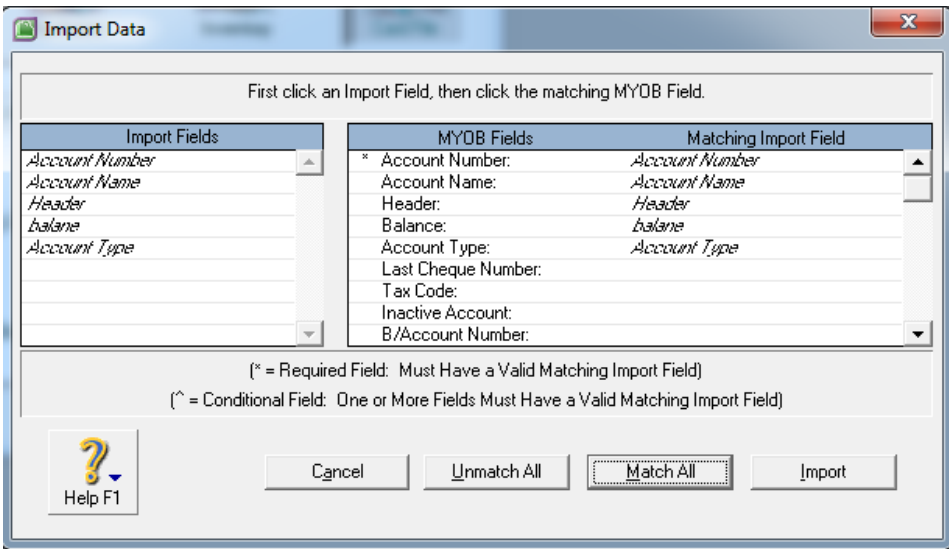 Import Data
First click an Import Field, then click the matching MYOB Field.
Import Fields
Account Number
Account Name
Header
balane
Account Type
MYOB Fields Matching Import Field
* Account Number: Account Number
Account Name: Account Name
Header: Header
Balance: balane
Account Type: Account Type
Last Cheque Number:
Tax Code:
Inactive Account:
B/Account Number:
(* = Required Field: Must Have a Valid Matching Import Field)
(^ = Conditional Field: One or More Fields Must Have a Valid Matching Import Field)
Help F1
Cancel Unmatch All Match All Import